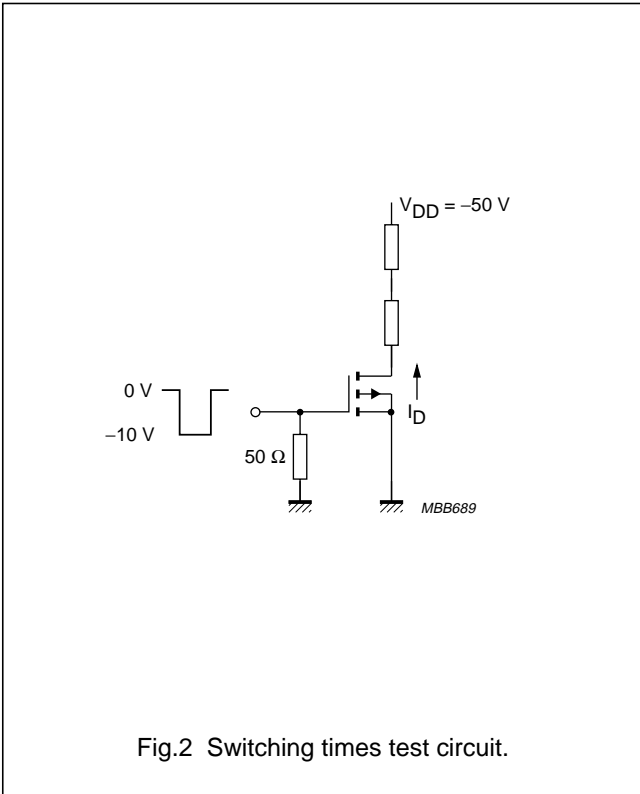 V_DD = −50 V
0 V
−10 V
I_D
50 Ω
MBB689
Fig.2 Switching times test circuit.